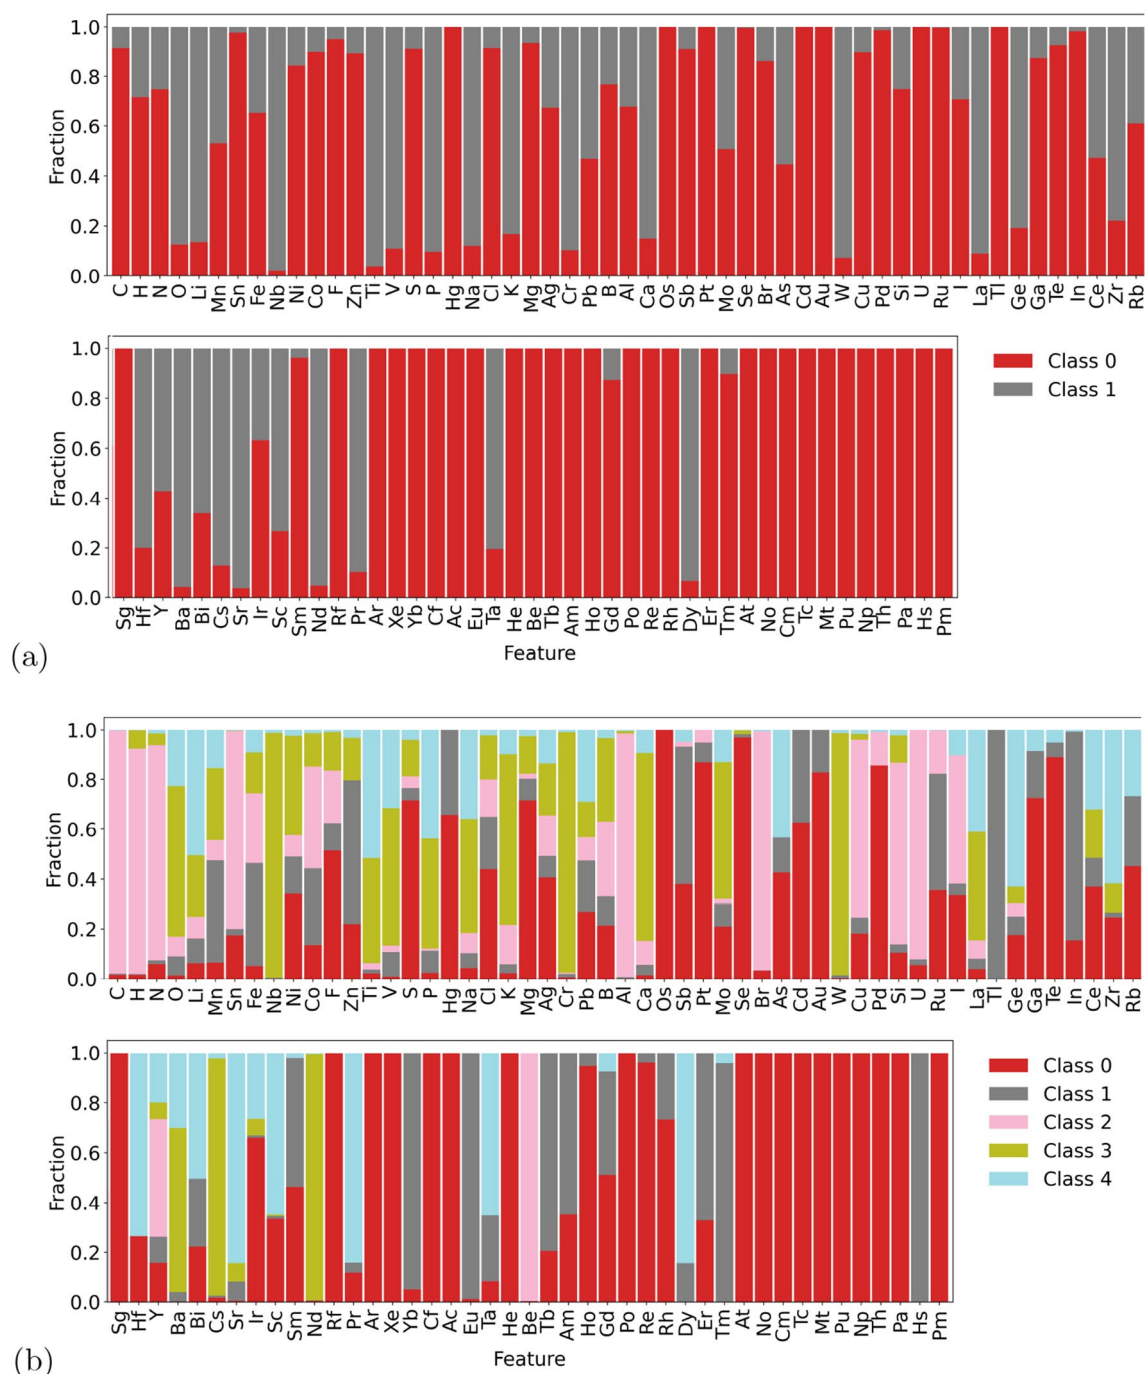 1.0
0.8
0.6
0.4
0.2
0.0
Fraction
C H N O Li Mn Sn Fe Nb Ni Co F Zn Ti V S P Hg Na Cl K Mg Ag Cr Pb B Al Ca Os Sb Pt Mo Se Br As Cd Au W Cu Pd Si U Ru I La Tl Ge Ga Te In Ce Zr Rb
1.0
0.8
0.6
0.4
0.2
0.0
Fraction
Sg Hf Y Ba Bi Cs Sr Ir Sc Sm Nd Rf Pr Ar Xe Yb Cf Ac Eu Ta He Be Tb Am Ho Gd Po Re Rh Dy Er Tm At No Cm Tc Mt Pu Np Th Pa Hs Pm
Feature
Class 0
Class 1
(a)
1.0
0.8
0.6
0.4
0.2
0.0
Fraction
C H N O Li Mn Sn Fe Nb Ni Co F Zn Ti V S P Hg Na Cl K Mg Ag Cr Pb B Al Ca Os Sb Pt Mo Se Br As Cd Au W Cu Pd Si U Ru I La Tl Ge Ga Te In Ce Zr Rb
1.0
0.8
0.6
0.4
0.2
0.0
Fraction
Sg Hf Y Ba Bi Cs Sr Ir Sc Sm Nd Rf Pr Ar Xe Yb Cf Ac Eu Ta He Be Tb Am Ho Gd Po Re Rh Dy Er Tm At No Cm Tc Mt Pu Np Th Pa Hs Pm
Feature
Class 0
Class 1
Class 2
Class 3
Class 4
(b)